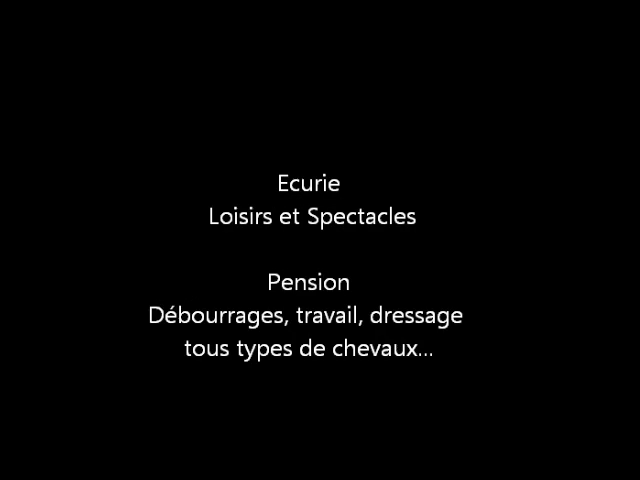 Ecurie
Loisirs et Spectacles
Pension
Débourrages, travail, dressage
tous types de chevaux...